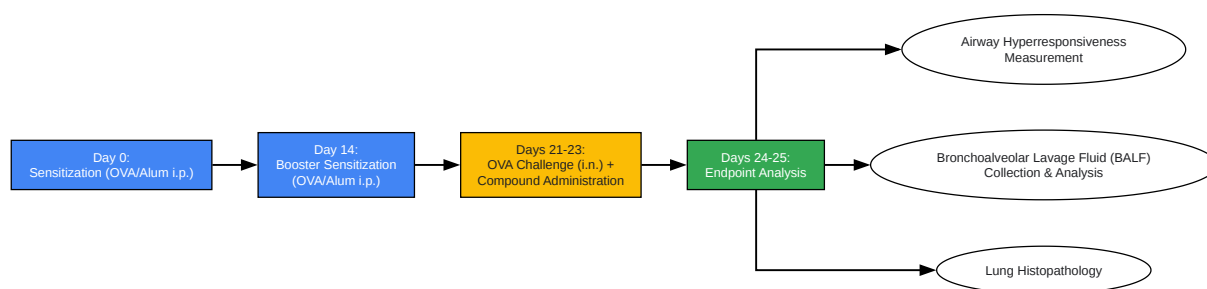 Day 0:
Sensitization (OVA/Alum i.p.)
Day 14:
Booster Sensitization
(OVA/Alum i.p.)
Days 21-23:
OVA Challenge (i.n.) +
Compound Administration
Days 24-25:
Endpoint Analysis
Airway Hyperresponsiveness
Measurement
Bronchoalveolar Lavage Fluid (BALF)
Collection & Analysis
Lung Histopathology